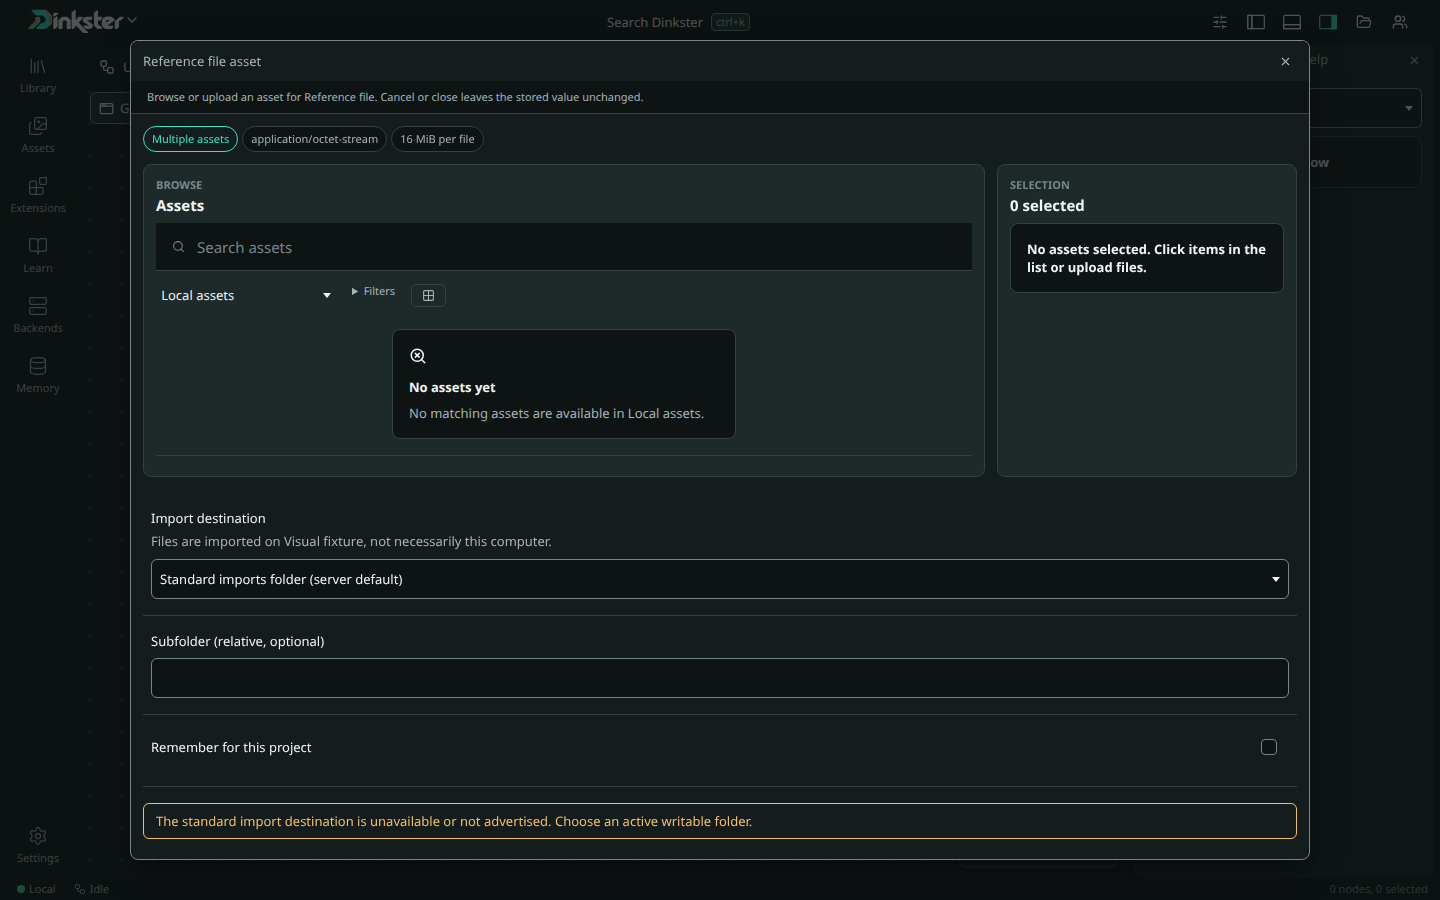 Dinkster
Search Dinkster ctrl+k
Library
Assets
Extensions
Learn
Backends
Memory
Settings
Reference file asset
Browse or upload an asset for Reference file. Cancel or close leaves the stored value unchanged.
Multiple assets
application/octet-stream
16 MiB per file
BROWSE
Assets
Search assets
Local assets
Filters
No assets yet
No matching assets are available in Local assets.
SELECTION
0 selected
No assets selected. Click items in the
list or upload files.
Import destination
Files are imported on Visual fixture, not necessarily this computer.
Standard imports folder (server default)
Subfolder (relative, optional)
Remember for this project
The standard import destination is unavailable or not advertised. Choose an active writable folder.
Local
Idle
0 nodes, 0 selected